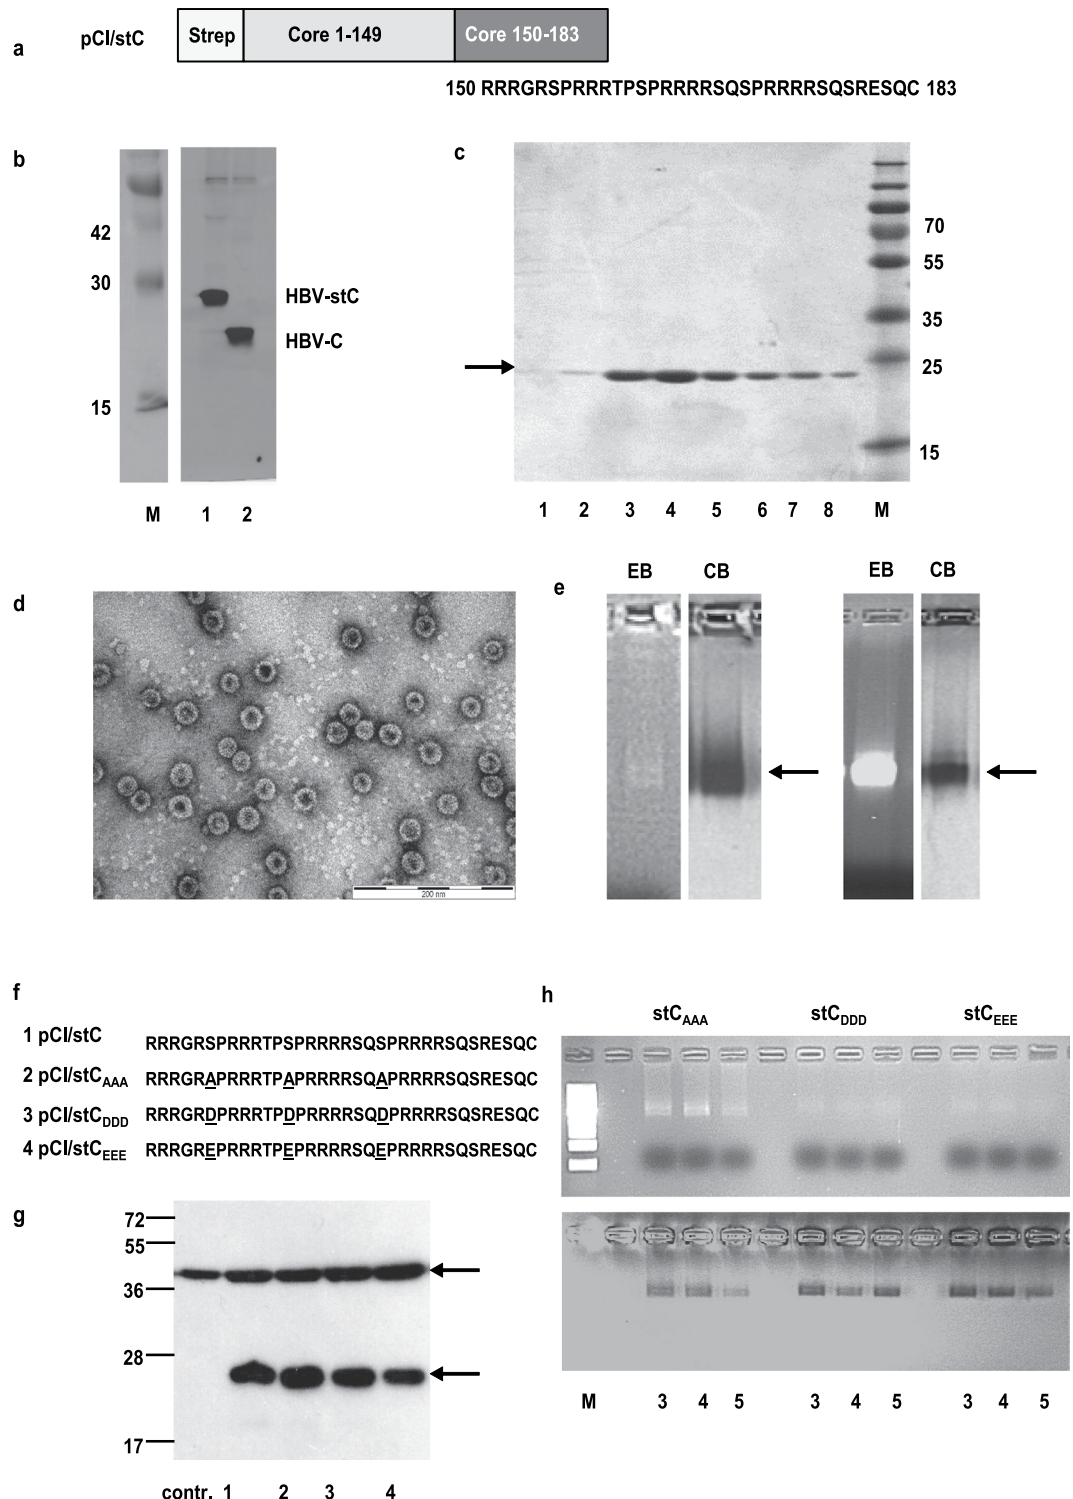 a
pCI/stC
Strep
Core 1-149
Core 150-183
150 RRRGRSPRRRTPSPRRRRSQSPRRRRSQSRESQC 183
b
42
30
15
HBV-stC
HBV-C
M 1 2
c
70
55
35
25
15
1 2 3 4 5 6 7 8 M
d
200 nm
e
EB CB EB CB
f
1 pCI/stC RRRGRSPRRRTPSPRRRRSQSPRRRRSQSRESQC
2 pCI/stCAAA RRRGRAPRRRTPAPRRRRSQAPRRRRSQSRESQC
3 pCI/stCDDD RRRGRDPRRRTPDPRRRRSQDPRRRRSQSRESQC
4 pCI/stCEEE RRRGREPRRRTPEPRRRRSQEPRRRRSQSRESQC
g
72
55
36
28
17
contr. 1 2 3 4
h
stCAAA stCDDD stCEEE
M 3 4 5 3 4 5 3 4 5